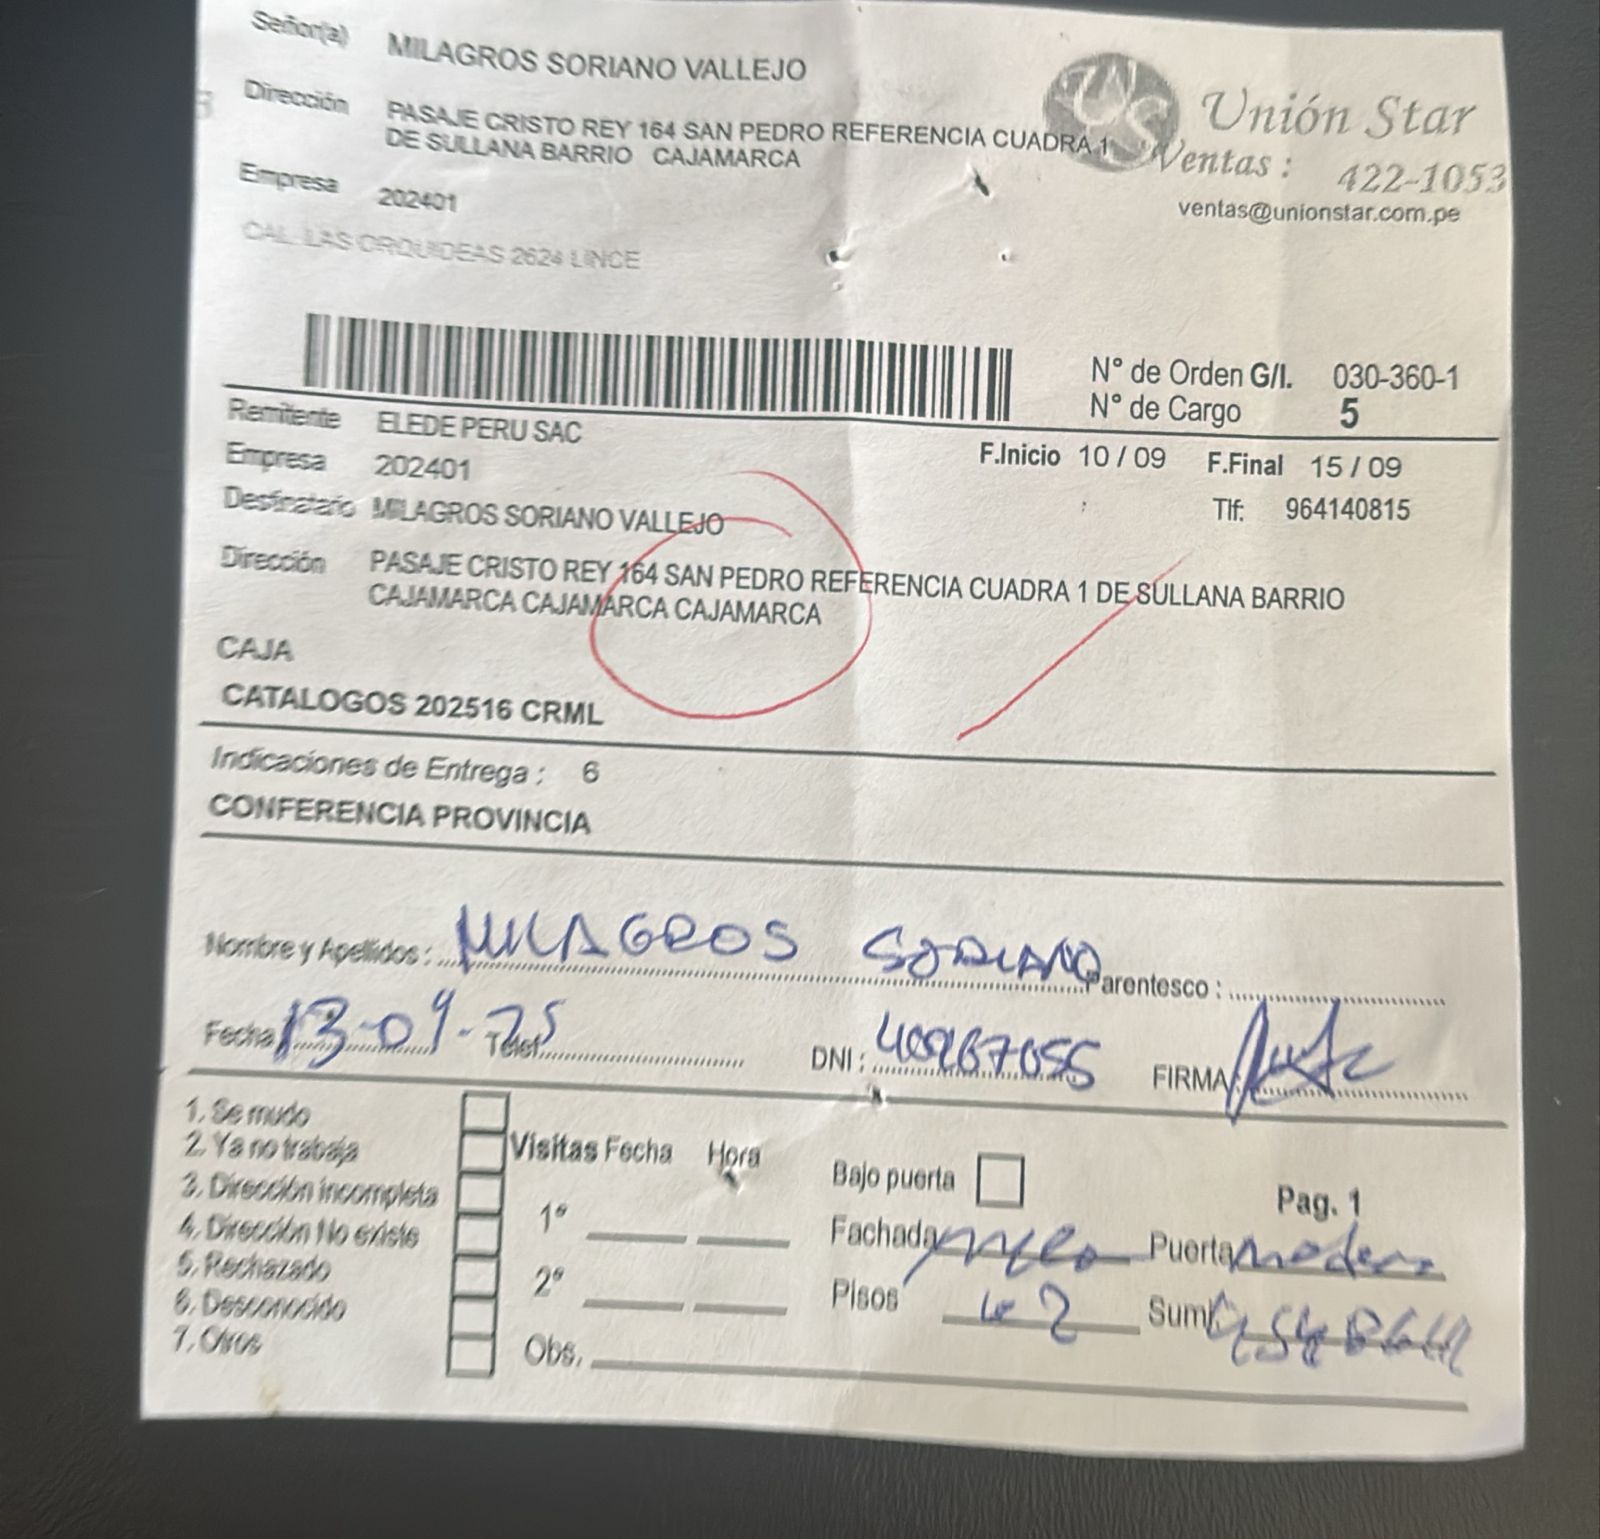 Señor(a) MILAGROS SORIANO VALLEJO
Unión Star
Dirección PASAJE CRISTO REY 164 SAN PEDRO REFERENCIA CUADRA 1
DE SULLANA BARRIO CAJAMARCA
Ventas : 422-1053
Empresa 202401
ventas@unionstar.com.pe
CAL. LAS ORQUIDEAS 2624 LINCE
N° de Orden G/I. 030-360-1
N° de Cargo 5
Remitente ELEDE PERU SAC
Empresa 202401
F.Inicio 10 / 09 F.Final 15 / 09
Destinatario MILAGROS SORIANO VALLEJO
Tlf: 964140815
Dirección PASAJE CRISTO REY 164 SAN PEDRO REFERENCIA CUADRA 1 DE SULLANA BARRIO
CAJAMARCA CAJAMARCA CAJAMARCA
CAJA
CATALOGOS 202516 CRML
Indicaciones de Entrega : 6
CONFERENCIA PROVINCIA
Nombre y Apellidos : MILAGROS SORIANO Parentesco :
Fecha 13-09-25 Telef. DNI : FIRMA
1. Se mudo
2. Ya no trabaja
3. Dirección incompleta
4. Dirección No existe
5. Rechazado
6. Desconocido
7. Otros
Visitas Fecha Hora
1°
2°
Obs.
Bajo puerta
Pag. 1
Fachada Puerta madera
Pisos 2 Sum.